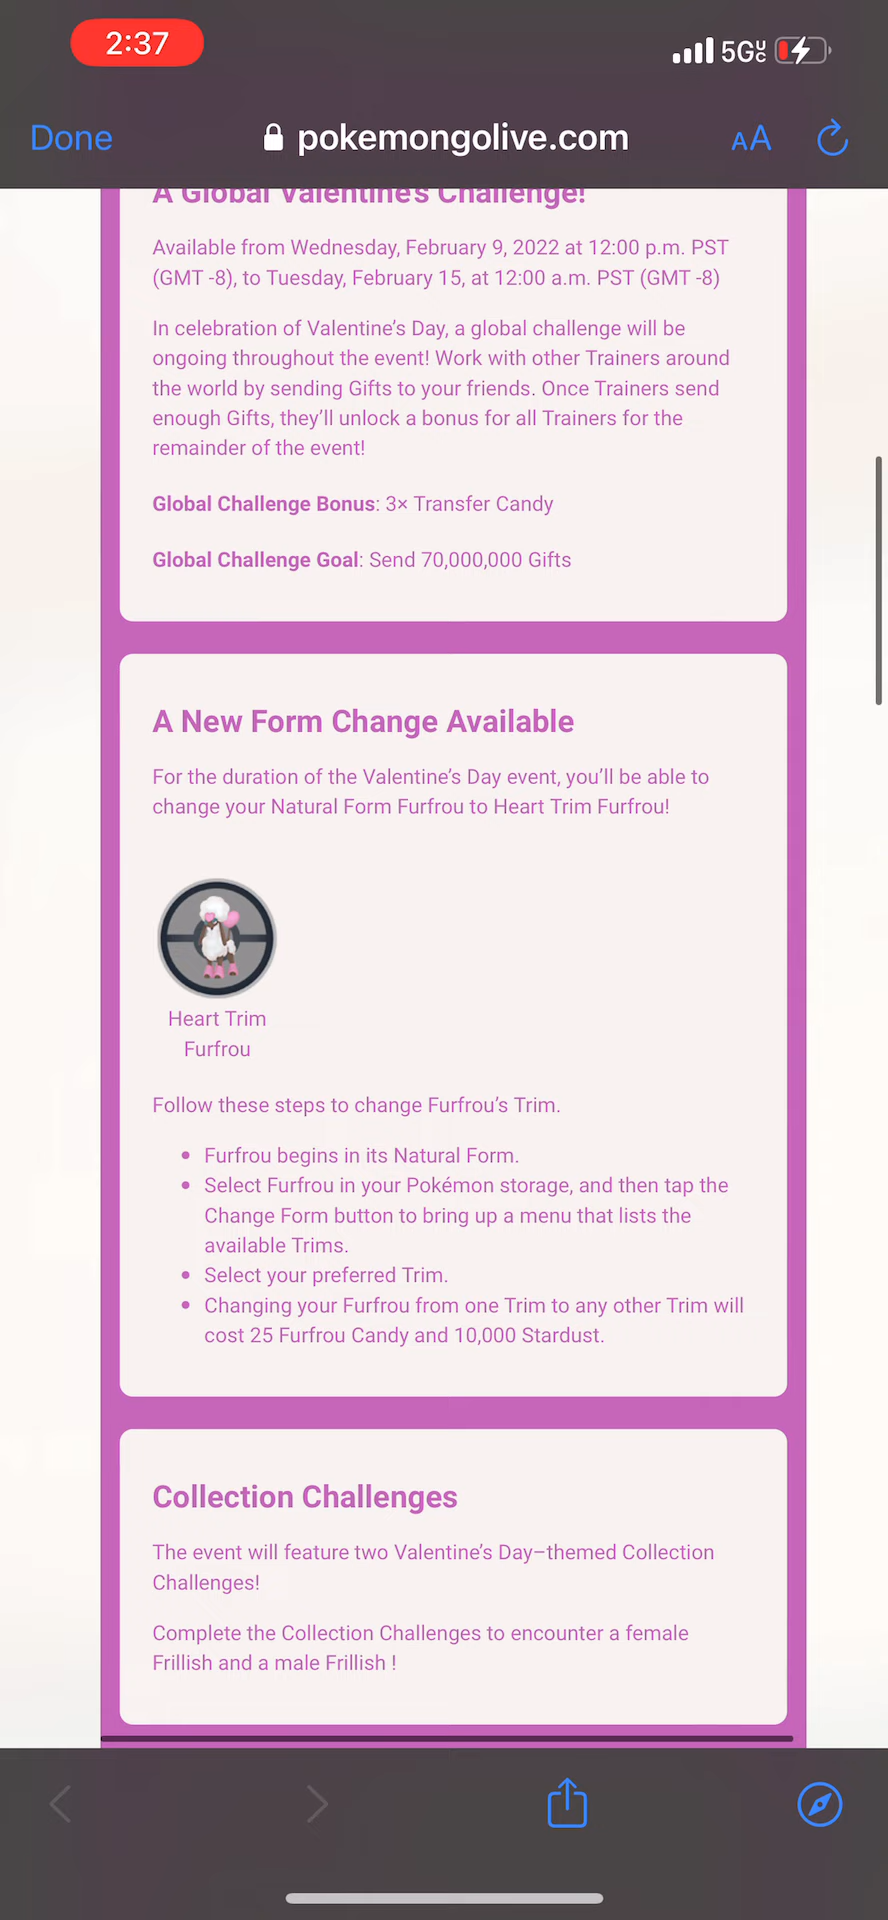 2:37
5G UC
Done
pokemongolive.com
AA
A Global Valentine's Challenge!
Available from Wednesday, February 9, 2022 at 12:00 p.m. PST
(GMT -8), to Tuesday, February 15, at 12:00 a.m. PST (GMT -8)
In celebration of Valentine’s Day, a global challenge will be
ongoing throughout the event! Work with other Trainers around
the world by sending Gifts to your friends. Once Trainers send
enough Gifts, they’ll unlock a bonus for all Trainers for the
remainder of the event!
Global Challenge Bonus: 3× Transfer Candy
Global Challenge Goal: Send 70,000,000 Gifts
A New Form Change Available
For the duration of the Valentine’s Day event, you’ll be able to
change your Natural Form Furfrou to Heart Trim Furfrou!
Heart Trim
Furfrou
Follow these steps to change Furfrou’s Trim.
• Furfrou begins in its Natural Form.
• Select Furfrou in your Pokémon storage, and then tap the
Change Form button to bring up a menu that lists the
available Trims.
• Select your preferred Trim.
• Changing your Furfrou from one Trim to any other Trim will
cost 25 Furfrou Candy and 10,000 Stardust.
Collection Challenges
The event will feature two Valentine’s Day–themed Collection
Challenges!
Complete the Collection Challenges to encounter a female
Frillish and a male Frillish !